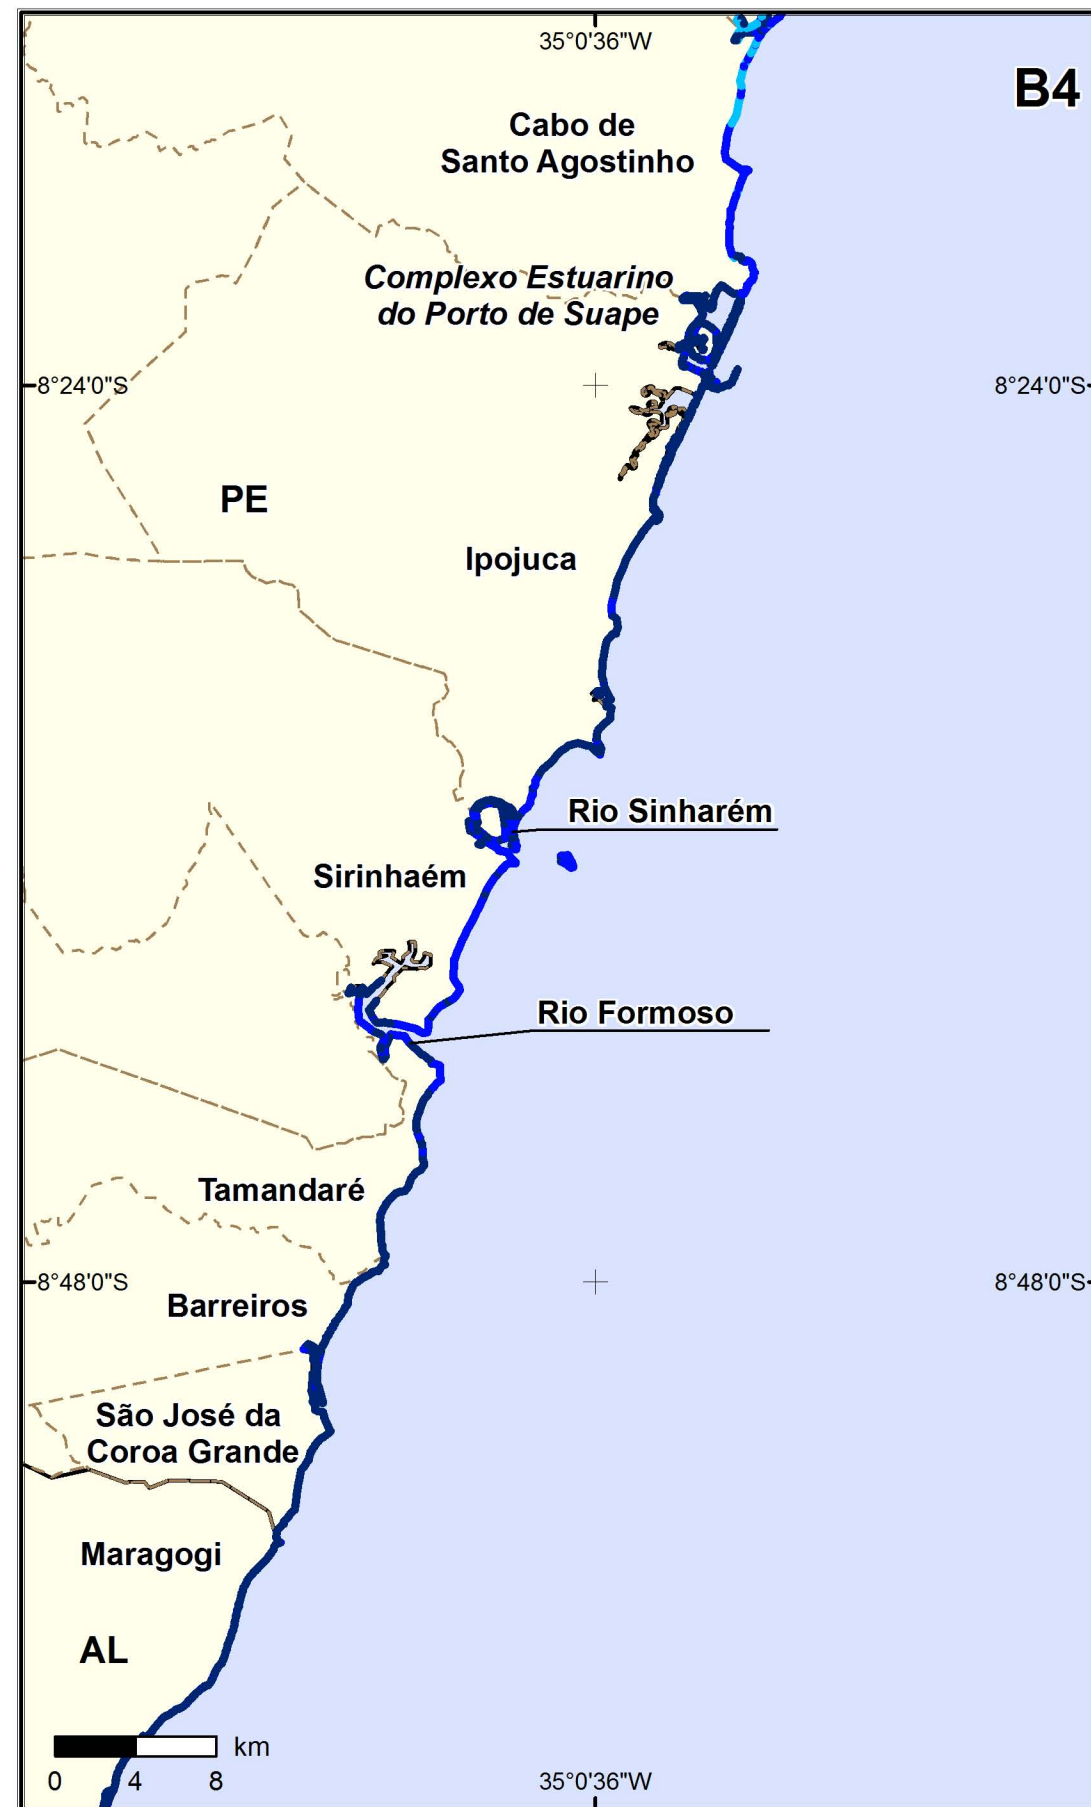 35°0'36"W
B4
Cabo de
Santo Agostinho
Complexo Estuarino
do Porto de Suape
8°24'0"S
8°24'0"S
PE
Ipojuca
Rio Sinharém
Sirinhaém
Rio Formoso
Tamandaré
8°48'0"S
8°48'0"S
Barreiros
São José da
Coroa Grande
Maragogi
AL
km
0 4 8
35°0'36"W